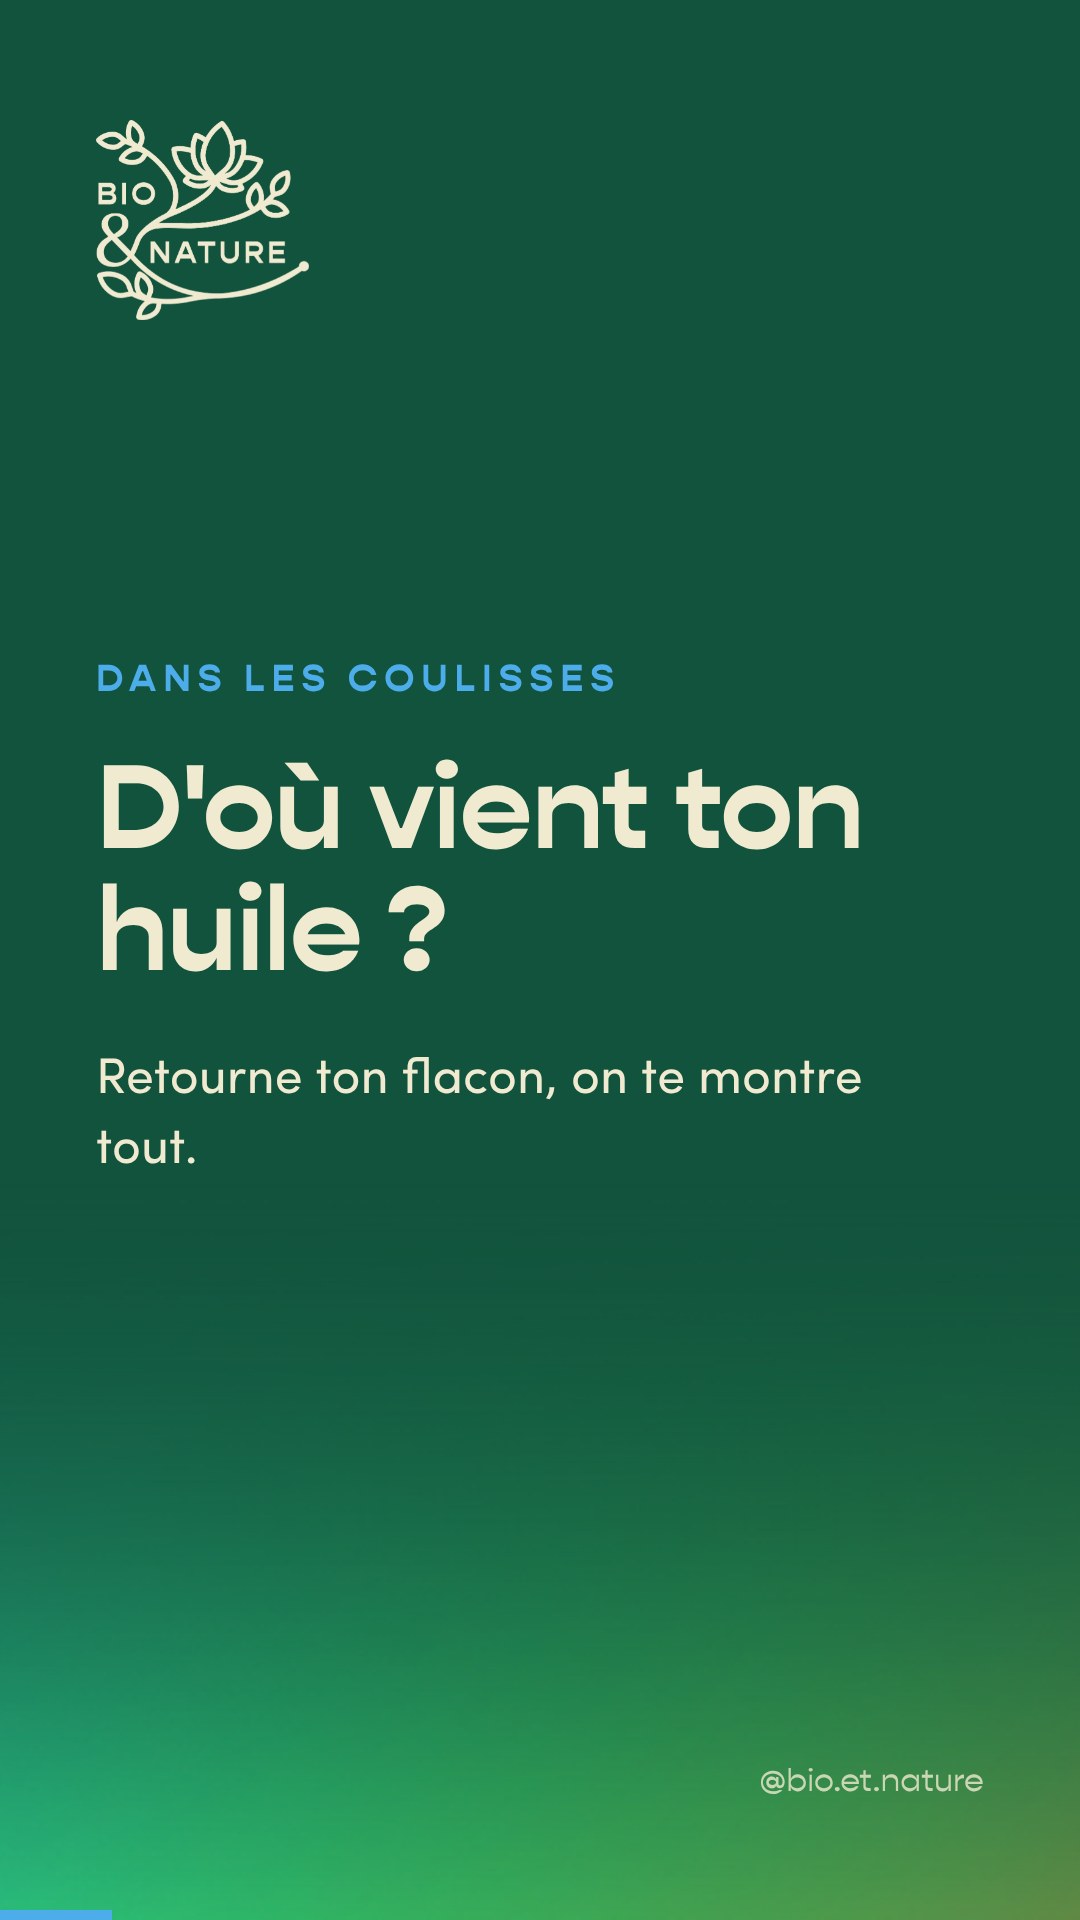 BIO
&
NATURE
DANS LES COULISSES
D'où vient ton
huile ?
Retourne ton flacon, on te montre
tout.
@bio.et.nature